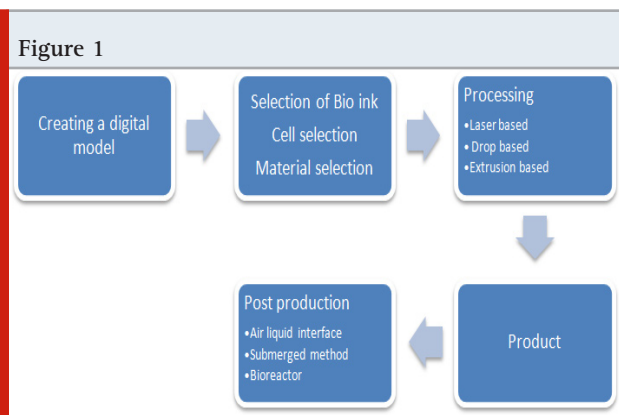 Figure 1
Creating a digital
model
Selection of Bio ink
Cell selection
Material selection
Processing
•Laser based
• Drop based
•Extrusion based
Product
Post production
•Air liquid interface
•Submerged method
•Bioreactor